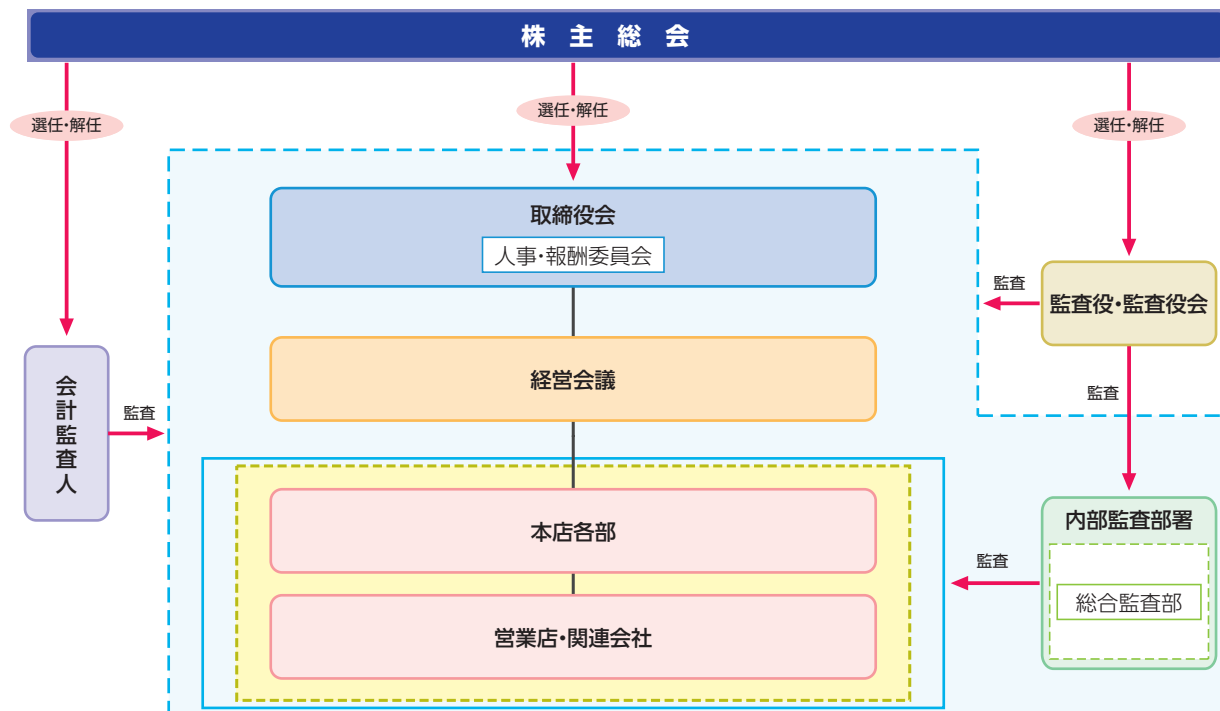 株主総会
選任・解任
選任・解任
選任・解任
取締役会
人事・報酬委員会
監査
監査役・監査役会
経営会議
会計監査人
監査
監査
本店各部
内部監査部署
監査
総合監査部
営業店・関連会社